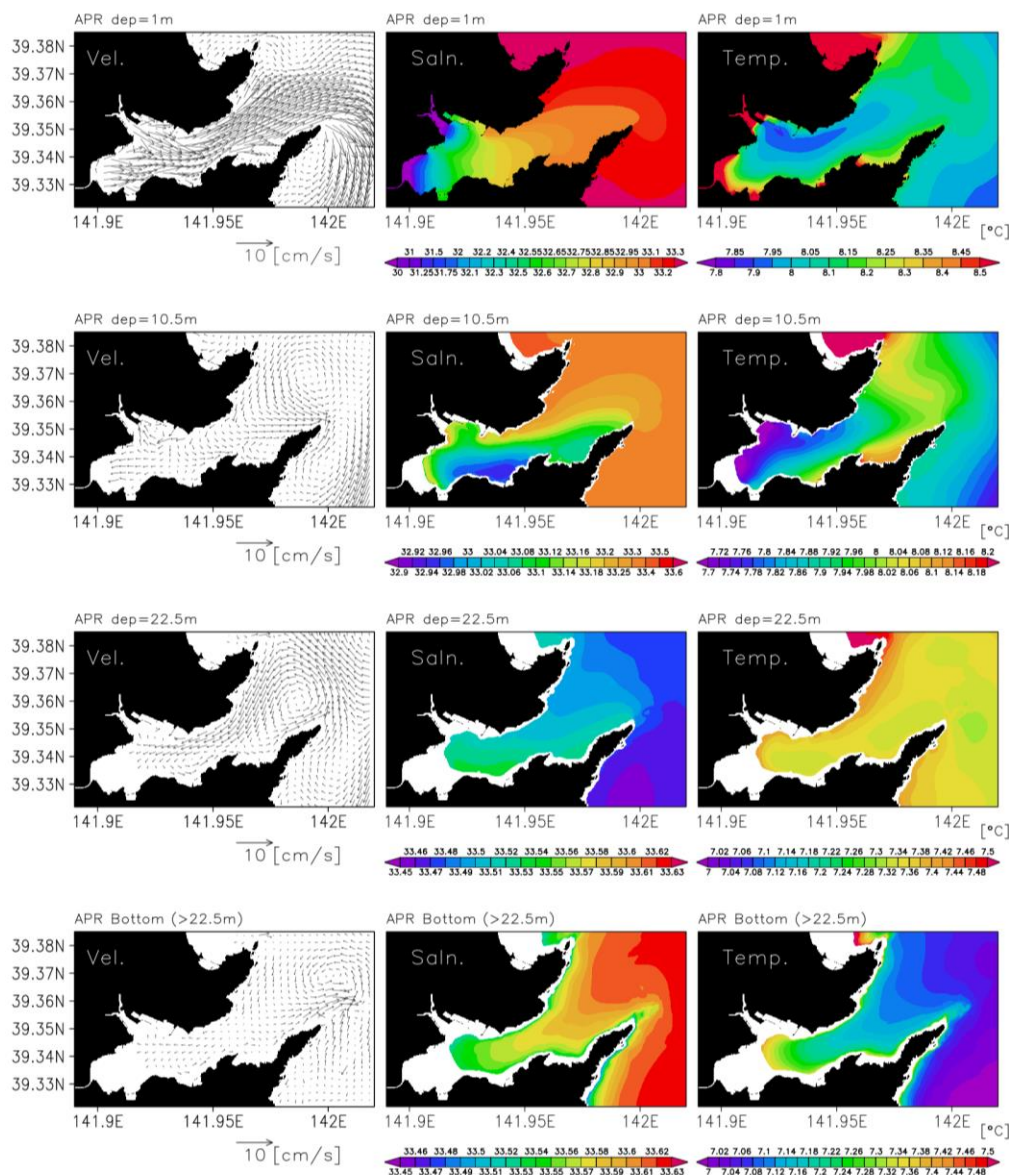 APR dep=1m APR dep=1m APR dep=1m
Vel. Saln. Temp.
39.38N
39.37N
39.36N
39.35N
39.34N
39.33N
141.9E 141.95E 142E 141.9E 141.95E 142E 141.9E 141.95E 142E
10 [cm/s]
[°C]
31 31.5 32 32.2 32.4 32.55 32.65 32.75 32.85 32.95 33.1 33.3
30 31.25 31.75 32.1 32.3 32.5 32.6 32.7 32.8 32.9 33 33.2
7.85 7.95 8.05 8.15 8.25 8.35 8.45
7.8 7.9 8 8.1 8.2 8.3 8.4 8.5
APR dep=10.5m APR dep=10.5m APR dep=10.5m
Vel. Saln. Temp.
39.38N
39.37N
39.36N
39.35N
39.34N
39.33N
141.9E 141.95E 142E 141.9E 141.95E 142E 141.9E 141.95E 142E
10 [cm/s]
[°C]
32.92 32.96 33 33.04 33.08 33.12 33.16 33.2 33.3 33.5
32.9 32.94 32.98 33.02 33.06 33.1 33.14 33.18 33.25 33.4 33.6
7.72 7.76 7.8 7.84 7.88 7.92 7.96 8 8.04 8.08 8.12 8.16 8.2
7.7 7.74 7.78 7.82 7.86 7.9 7.94 7.98 8.02 8.06 8.1 8.14 8.18
APR dep=22.5m APR dep=22.5m APR dep=22.5m
Vel. Saln. Temp.
39.38N
39.37N
39.36N
39.35N
39.34N
39.33N
141.9E 141.95E 142E 141.9E 141.95E 142E 141.9E 141.95E 142E
10 [cm/s]
[°C]
33.46 33.48 33.5 33.52 33.54 33.56 33.58 33.6 33.62
33.45 33.47 33.49 33.51 33.53 33.55 33.57 33.59 33.61 33.63
7.02 7.06 7.1 7.14 7.18 7.22 7.26 7.3 7.34 7.38 7.42 7.46 7.5
7 7.04 7.08 7.12 7.16 7.2 7.24 7.28 7.32 7.36 7.4 7.44 7.48
APR Bottom (>22.5m) APR Bottom (>22.5m) APR Bottom (>22.5m)
Vel. Saln. Temp.
39.38N
39.37N
39.36N
39.35N
39.34N
39.33N
141.9E 141.95E 142E 141.9E 141.95E 142E 141.9E 141.95E 142E
10 [cm/s]
[°C]
33.46 33.48 33.5 33.52 33.54 33.56 33.58 33.6 33.62
33.45 33.47 33.49 33.51 33.53 33.55 33.57 33.59 33.61 33.63
7.02 7.06 7.1 7.14 7.18 7.22 7.26 7.3 7.34 7.38 7.42 7.46 7.5
7 7.04 7.08 7.12 7.16 7.2 7.24 7.28 7.32 7.36 7.4 7.44 7.48